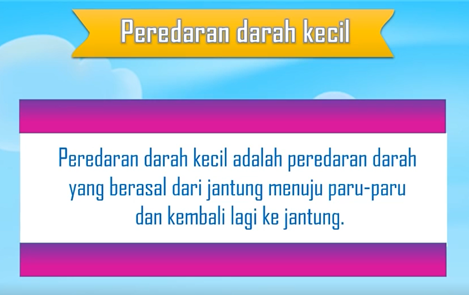 Peredaran darah kecil
Peredaran darah kecil adalah peredaran darah
yang berasal dari jantung menuju paru-paru
dan kembali lagi ke jantung.